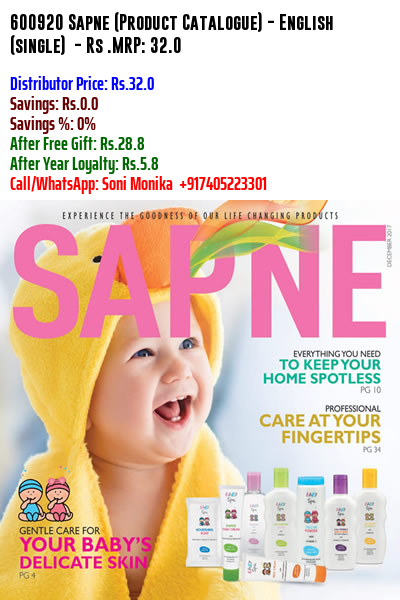 600920 Sapne (Product Catalogue) - English
(single) - Rs .MRP: 32.0
Distributor Price: Rs.32.0
Savings: Rs.0.0
Savings %: 0%
After Free Gift: Rs.28.8
After Year Loyalty: Rs.5.8
Call/WhatsApp: Soni Monika +917405223301
EXPERIENCE THE GOODNESS OF OUR LIFE CHANGING PRODUCTS
SAPNE
DECEMBER 2017
EVERYTHING YOU NEED
TO KEEP YOUR
HOME SPOTLESS
PG 10
PROFESSIONAL
CARE AT YOUR
FINGERTIPS
PG 34
GENTLE CARE FOR
YOUR BABY'S
DELICATE SKIN
PG 4
BABY
Spa